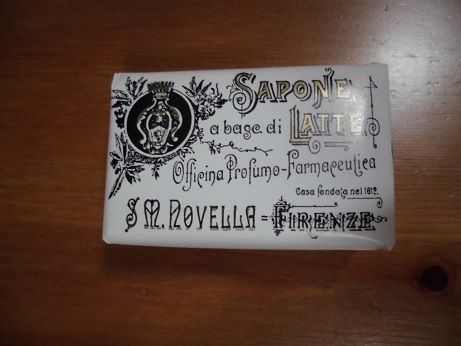 SAPONE
a base di LATTE
Officina Profumo-Farmaceutica
Casa fondata nel 1612.
S.M. NOVELLA = FIRENZE